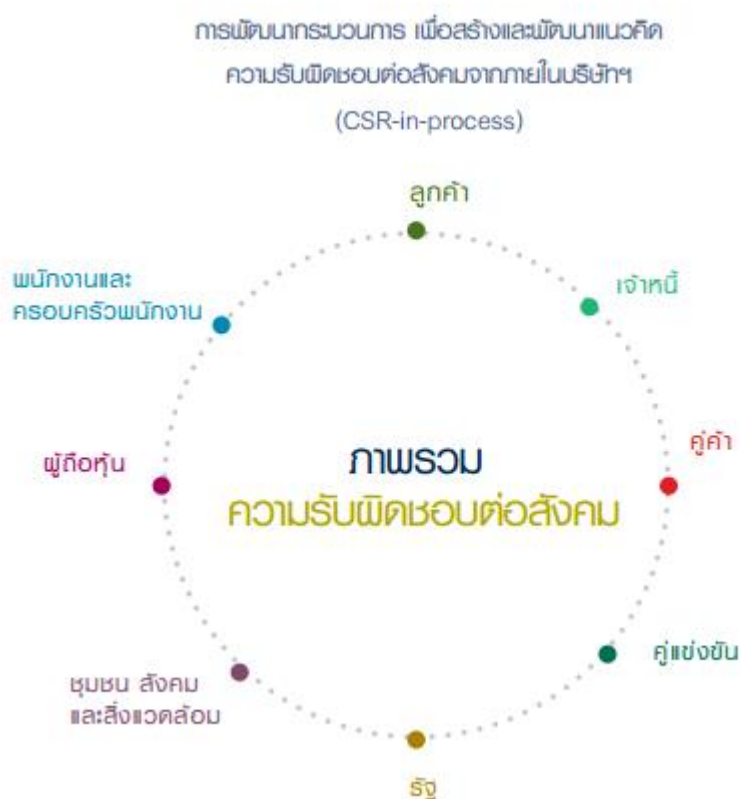 การพัฒนากระบวนการ เพื่อสร้างและพัฒนาแนวคิด
ความรับผิดชอบต่อสังคมจากภายในบริษัทฯ
(CSR-in-process)
ลูกค้า
เจ้าหนี้
คู่ค้า
คู่แข่งขัน
รัฐ
ชุมชน สังคม
และสิ่งแวดล้อม
ผู้ถือหุ้น
พนักงานและ
ครอบครัวพนักงาน
ภาพรวม
ความรับผิดชอบต่อสังคม